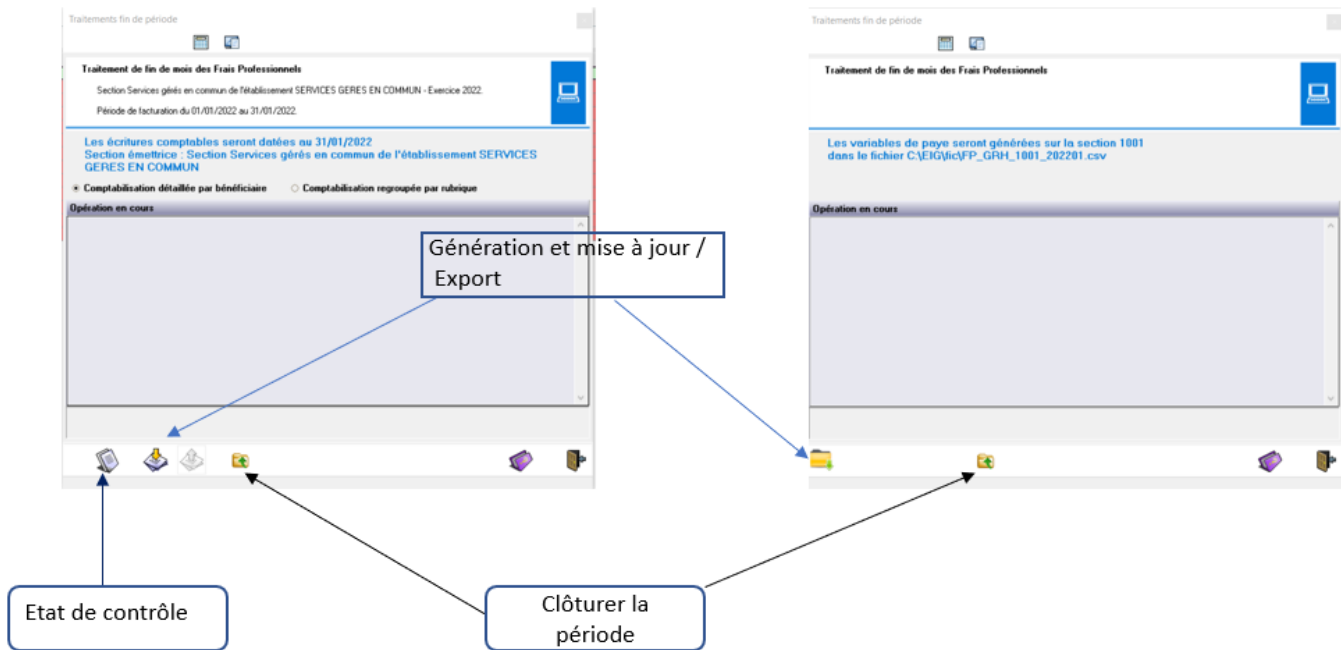 Traitements fin de période
Traitement de fin de mois des Frais Professionnels
Section Services gérés en commun de l'établissement SERVICES GERES EN COMMUN - Exercice 2022.
Période de facturation du 01/01/2022 au 31/01/2022.
Les écritures comptables seront datées au 31/01/2022
Section émettrice : Section Services gérés en commun de l'établissement SERVICES
GERES EN COMMUN
Comptabilisation détaillée par bénéficiaire
Comptabilisation regroupée par rubrique
Opération en cours
Traitements fin de période
Traitement de fin de mois des Frais Professionnels
Les variables de paye seront générées sur la section 1001
dans le fichier C:\EIG\fic\FP_GRH_1001_202201.csv
Opération en cours
Génération et mise à jour /
Export
Etat de contrôle
Clôturer la
période